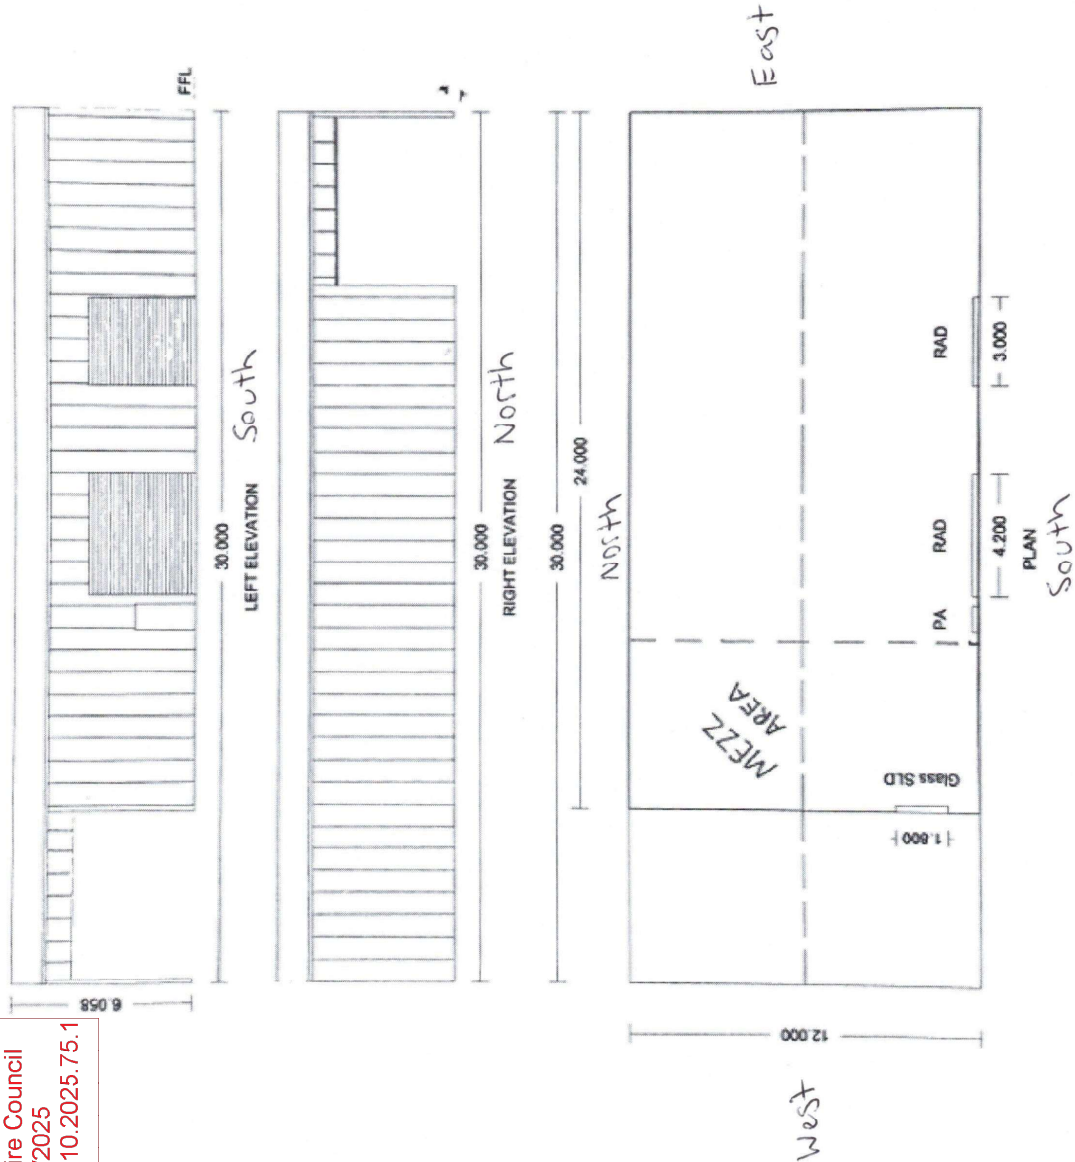 East
FFL
30.000
LEFT ELEVATION
South
6.058
30.000
RIGHT ELEVATION
North
24.000
30.000
North
MEZZ
AREA
Glass SLD
1.800
PA
RAD
RAD
4.200
3.000
PLAN
South
12.000
West
ire Council
/2025
10.2025.75.1